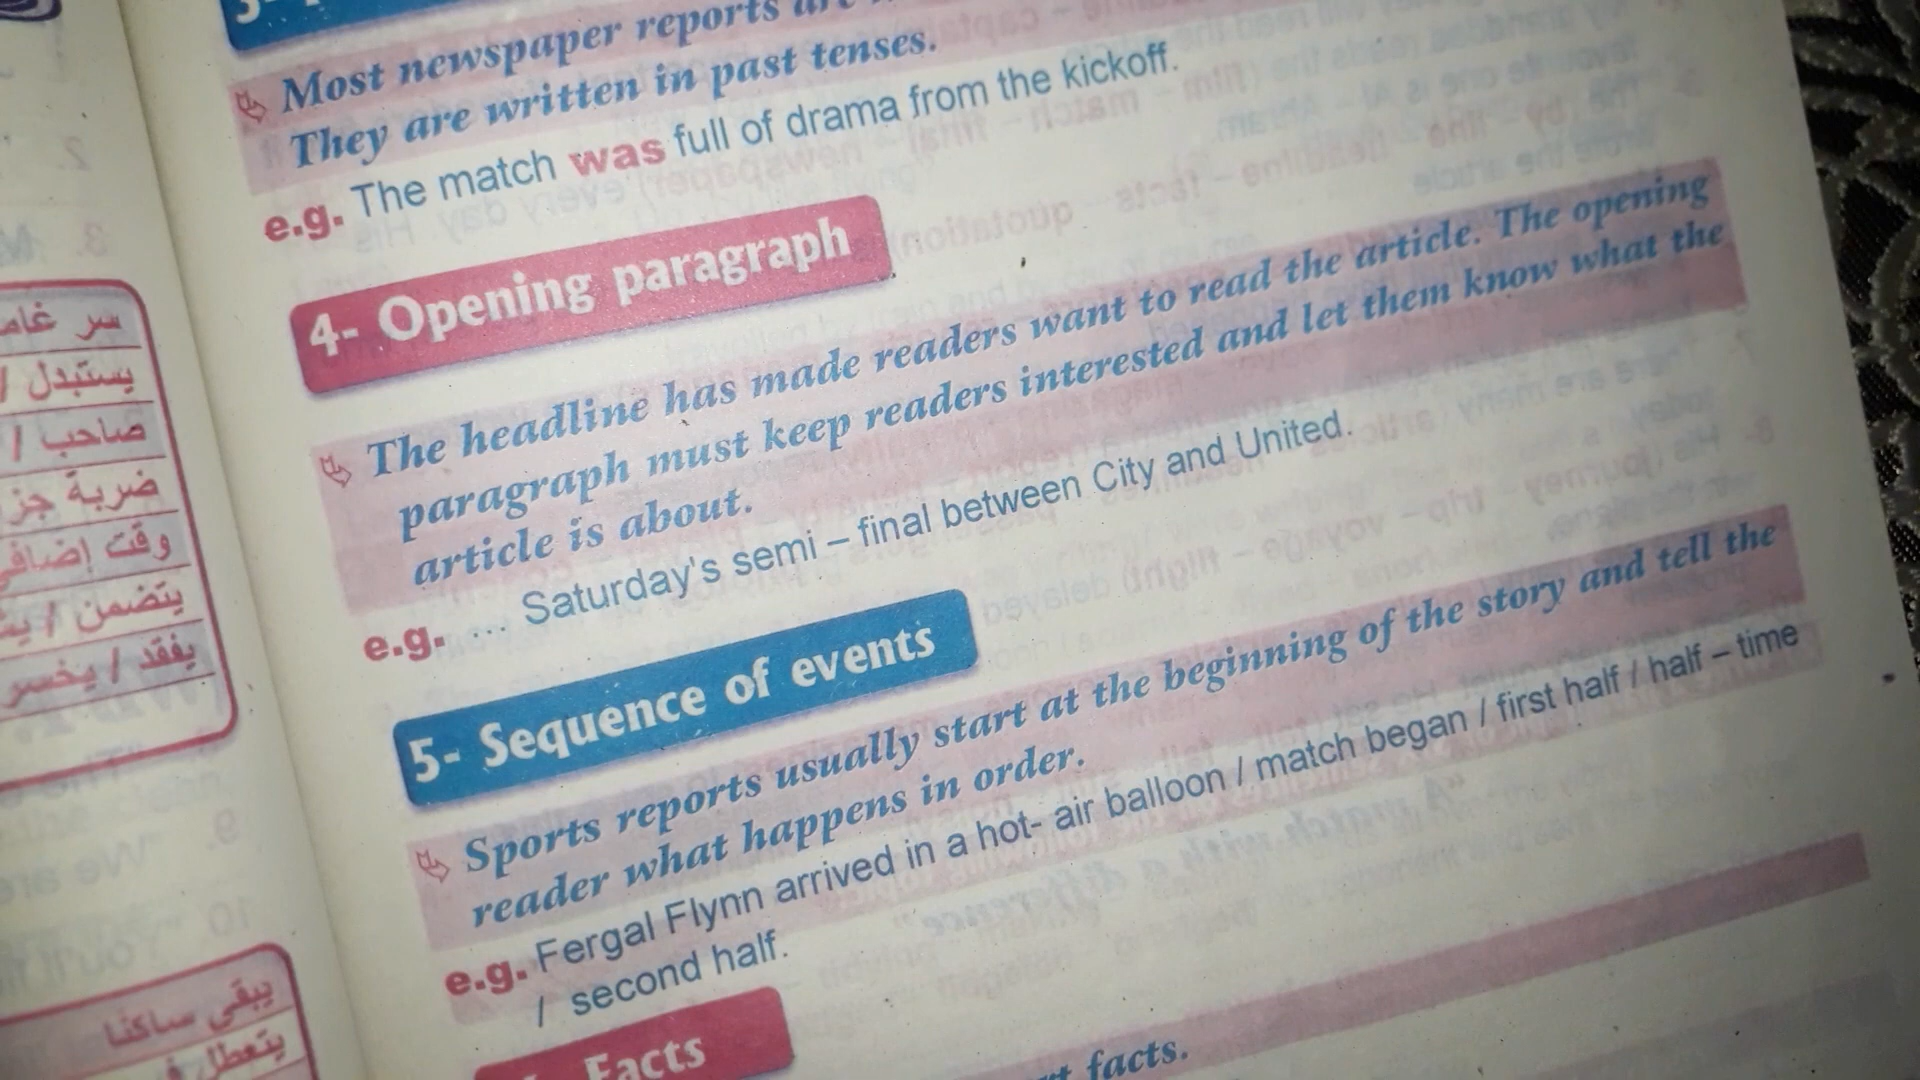 3-
Most newspaper reports are
They are written in past tenses.
e.g. The match was full of drama from the kickoff.
4- Opening paragraph
The headline has made readers want to read the article. The opening
paragraph must keep readers interested and let them know what the
article is about.
e.g. ... Saturday's semi – final between City and United.
5- Sequence of events
Sports reports usually start at the beginning of the story and tell the
reader what happens in order.
e.g. Fergal Flynn arrived in a hot- air balloon / match began / first half / half – time
/ second half.
Facts
facts.
سر
يستبدل /
صاحب /
ضربة
وقت إضافي
يتضمن /
يفقد / يخسر
يبقى ساكنا
يتعطل